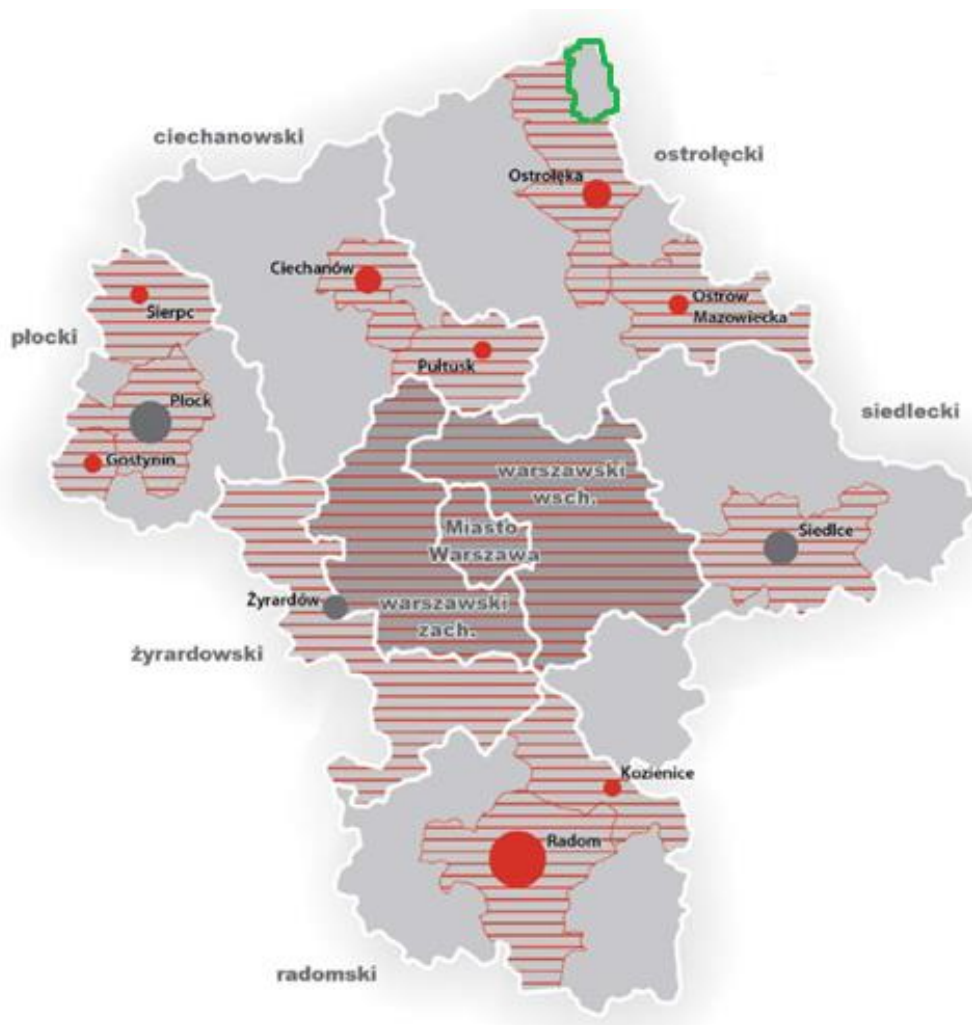 ciechanowski
ostrołęcki
Ostrołęka
Ciechanów
Sierpc
Ostrów
Mazowiecka
płocki
Pułtusk
Płock
siedlecki
Gostynin
warszawski
wsch.
Miasto
Warszawa
Siedlce
Żyrardów
warszawski
zach.
żyrardowski
Kozienice
Radom
radomski